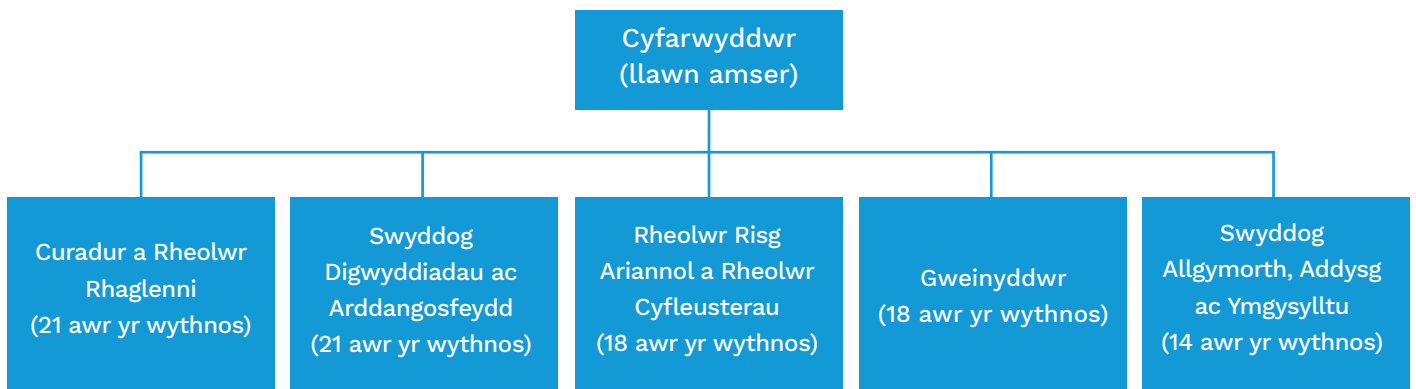 Cyfarwyddwr
(llawn amser)
Curadur a Rheolwr
Rhaglenni
(21 awr yr wythnos)
Swyddog
Digwyddiadau ac
Arddangosfeydd
(21 awr yr wythnos)
Rheolwr Risg
Ariannol a Rheolwr
Cyfleusterau
(18 awr yr wythnos)
Gweinyddwr
(18 awr yr wythnos)
Swyddog
Allgymorth, Addysg
ac Ymgysylltu
(14 awr yr wythnos)